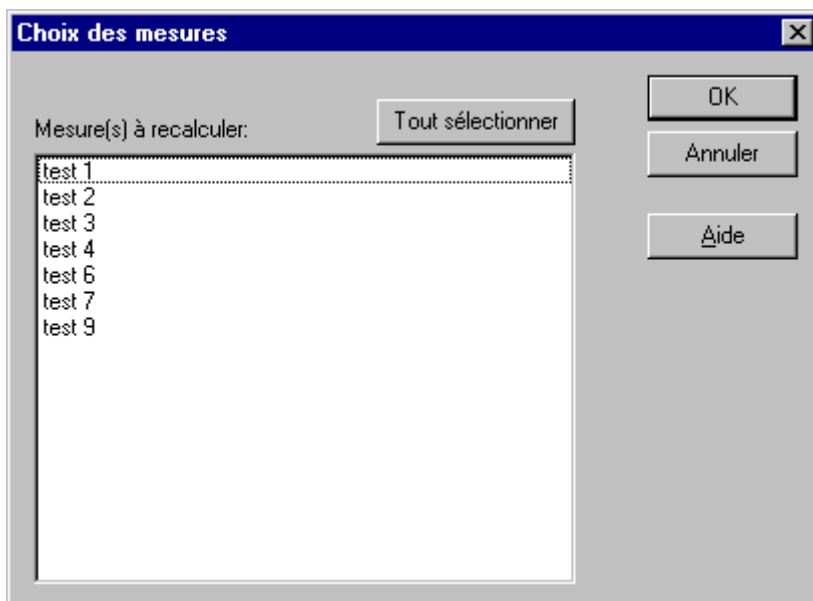 Choix des mesures
OK
Mesure(s) à recalculer:
Tout sélectionner
Annuler
test 1
test 2
test 3
test 4
test 6
test 7
test 9
Aide